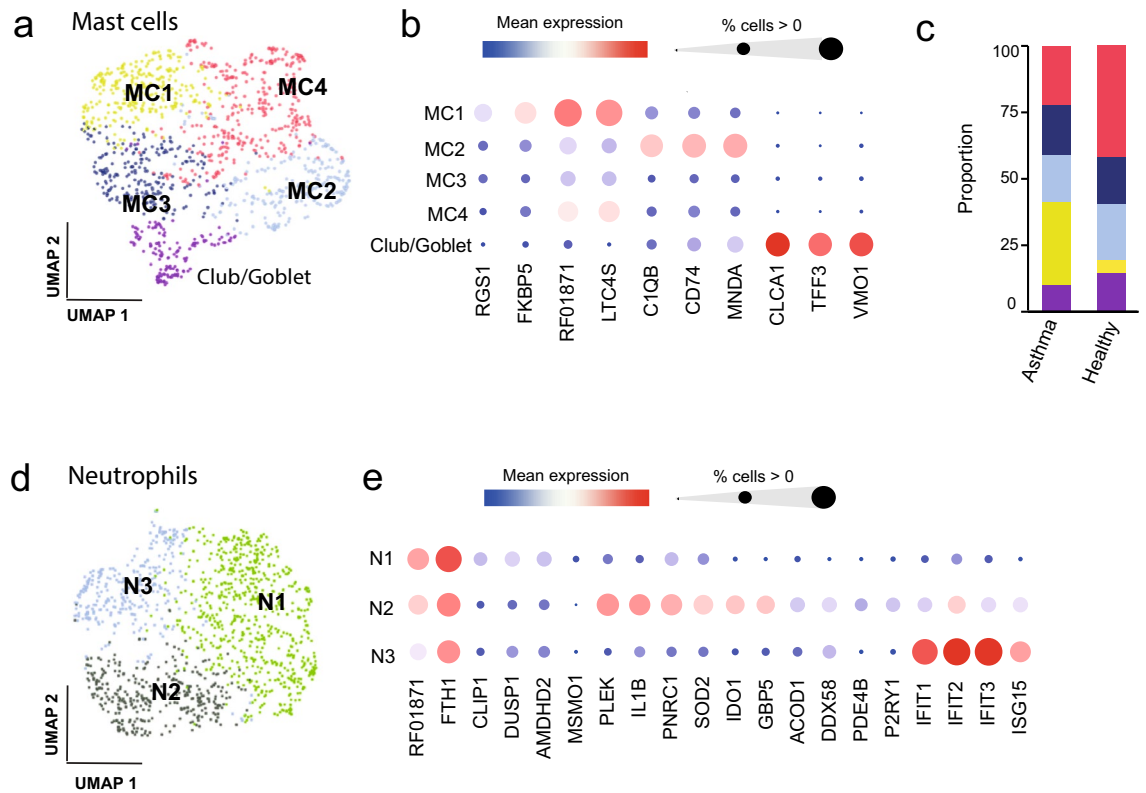 a
Mast cells
MC1
MC4
MC2
MC3
Club/Goblet
UMAP 2
UMAP 1
b
Mean expression
% cells > 0
MC1
MC2
MC3
MC4
Club/Goblet
RGS1
FKBP5
RF01871
LTC4S
C1QB
CD74
MNDA
CLCA1
TFF3
VMO1
c
Proportion
100
75
50
25
0
Asthma
Healthy
d
Neutrophils
N3
N1
N2
UMAP 2
UMAP 1
e
Mean expression
% cells > 0
N1
N2
N3
RF01871
FTH1
CLIP1
DUSP1
AMDHD2
MSMO1
PLEK
IL1B
PNRC1
SOD2
IDO1
GBP5
ACOD1
DDX58
PDE4B
P2RY1
IFIT1
IFIT2
IFIT3
ISG15